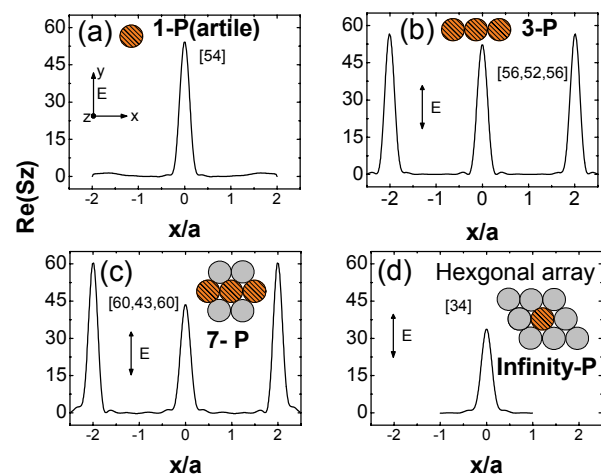 (a)
1-P(artile)
[54]
y
E
z
x
60
45
30
15
0
-2 -1 0 1 2
x/a
(b)
3-P
[56,52,56]
E
60
45
30
15
0
-2 -1 0 1 2
x/a
Re(Sz)
(c)
[60,43,60]
7- P
E
60
45
30
15
0
-2 -1 0 1 2
x/a
(d)
Hexgonal array
[34]
E
Infinity-P
60
45
30
15
0
-2 -1 0 1 2
x/a